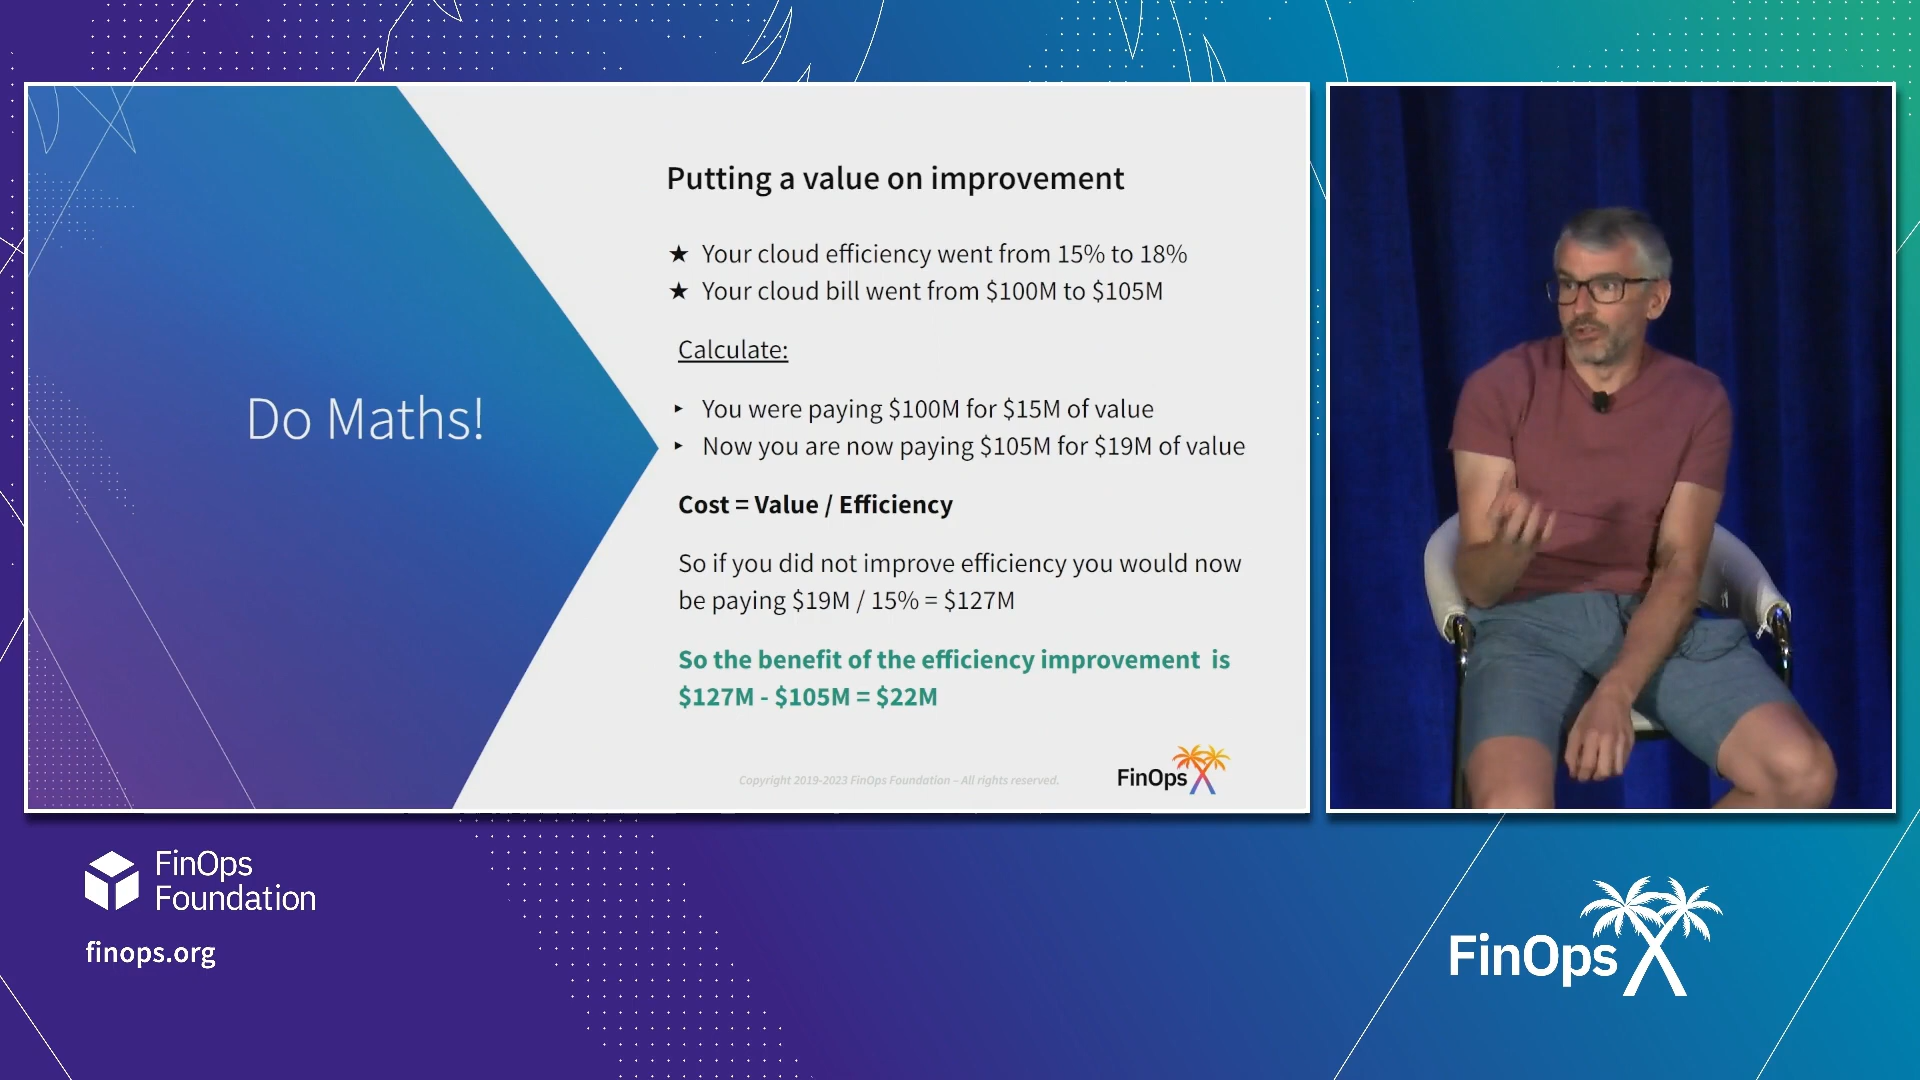 Do Maths!
Putting a value on improvement
★ Your cloud efficiency went from 15% to 18%
★ Your cloud bill went from $100M to $105M
Calculate:
‣ You were paying $100M for $15M of value
‣ Now you are now paying $105M for $19M of value
Cost = Value / Efficiency
So if you did not improve efficiency you would now
be paying $19M / 15% = $127M
So the benefit of the efficiency improvement is
$127M - $105M = $22M
Copyright 2019-2023 FinOps Foundation – All rights reserved.
FinOps X
FinOps
Foundation
finops.org
FinOps X